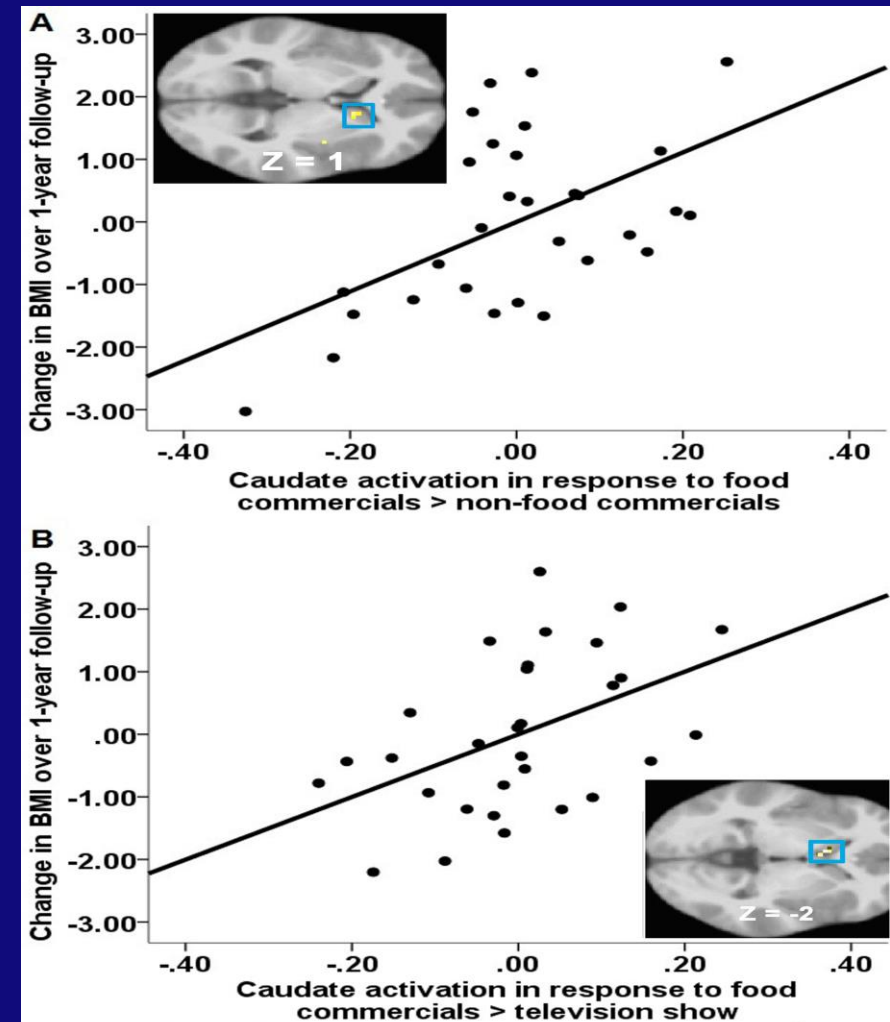 A
3.00
2.00
1.00
.00
-1.00
-2.00
-3.00
Change in BMI over 1-year follow-up
Z = 1
-.40 -.20 .00 .20 .40
Caudate activation in response to food
commercials > non-food commercials
B
3.00
2.00
1.00
.00
-1.00
-2.00
-3.00
Change in BMI over 1-year follow-up
Z = -2
-.40 -.20 .00 .20 .40
Caudate activation in response to food
commercials > television show